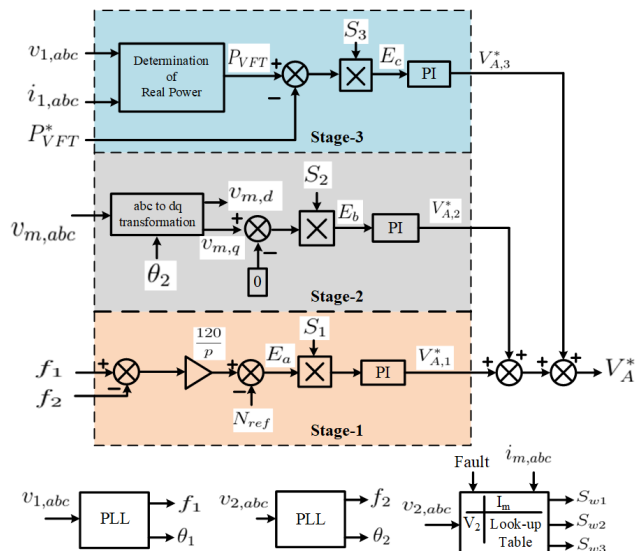 v1,abc
i1,abc
P*VFT
Determination
of
Real Power
PVFT
+
−
S3
Ec
PI
V*A,3
Stage-3
vm,abc
abc to dq
transformation
θ2
vm,d
vm,q
+
−
0
S2
Eb
PI
V*A,2
Stage-2
f1
f2
+
−
120/p
+
−
Nref
Ea
S1
PI
V*A,1
Stage-1
+
+
+
+
V*A
v1,abc
PLL
f1
θ1
v2,abc
PLL
f2
θ2
Fault
im,abc
v2,abc
Im
V2
Look-up
Table
Sw1
Sw2
Sw3